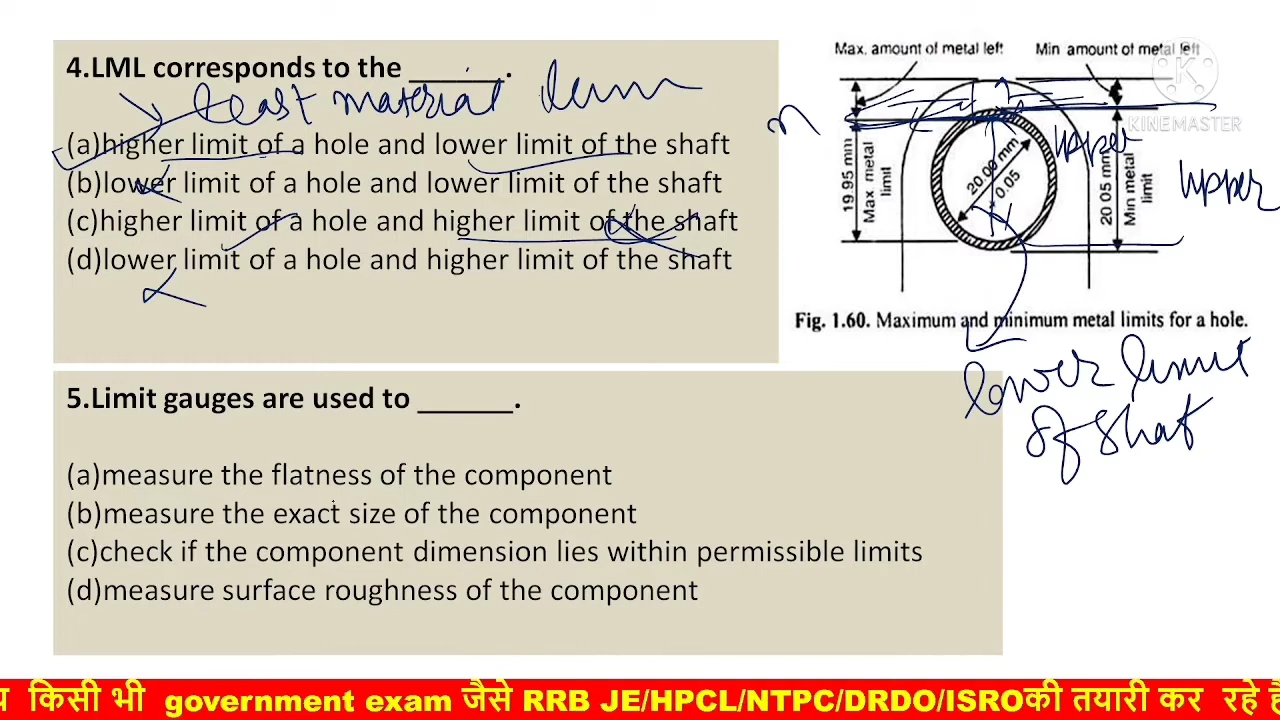 4.LML corresponds to the ______.
least material
(a)higher limit of a hole and lower limit of the shaft
(b)lower limit of a hole and lower limit of the shaft
(c)higher limit of a hole and higher limit of the shaft
(d)lower limit of a hole and higher limit of the shaft
Max. amount of metal left
Min amount of metal left
KINEMASTER
upper
upper
19.95 mm
Max metal
limit
20.00 mm
± 0.05
20.05 mm
Min metal
limit
Fig. 1.60. Maximum and minimum metal limits for a hole.
lower limit
of shaf
5.Limit gauges are used to ______.
(a)measure the flatness of the component
(b)measure the exact size of the component
(c)check if the component dimension lies within permissible limits
(d)measure surface roughness of the component
किसी भी government exam जैसे RRB JE/HPCL/NTPC/DRDO/ISROकी तयारी कर रहे